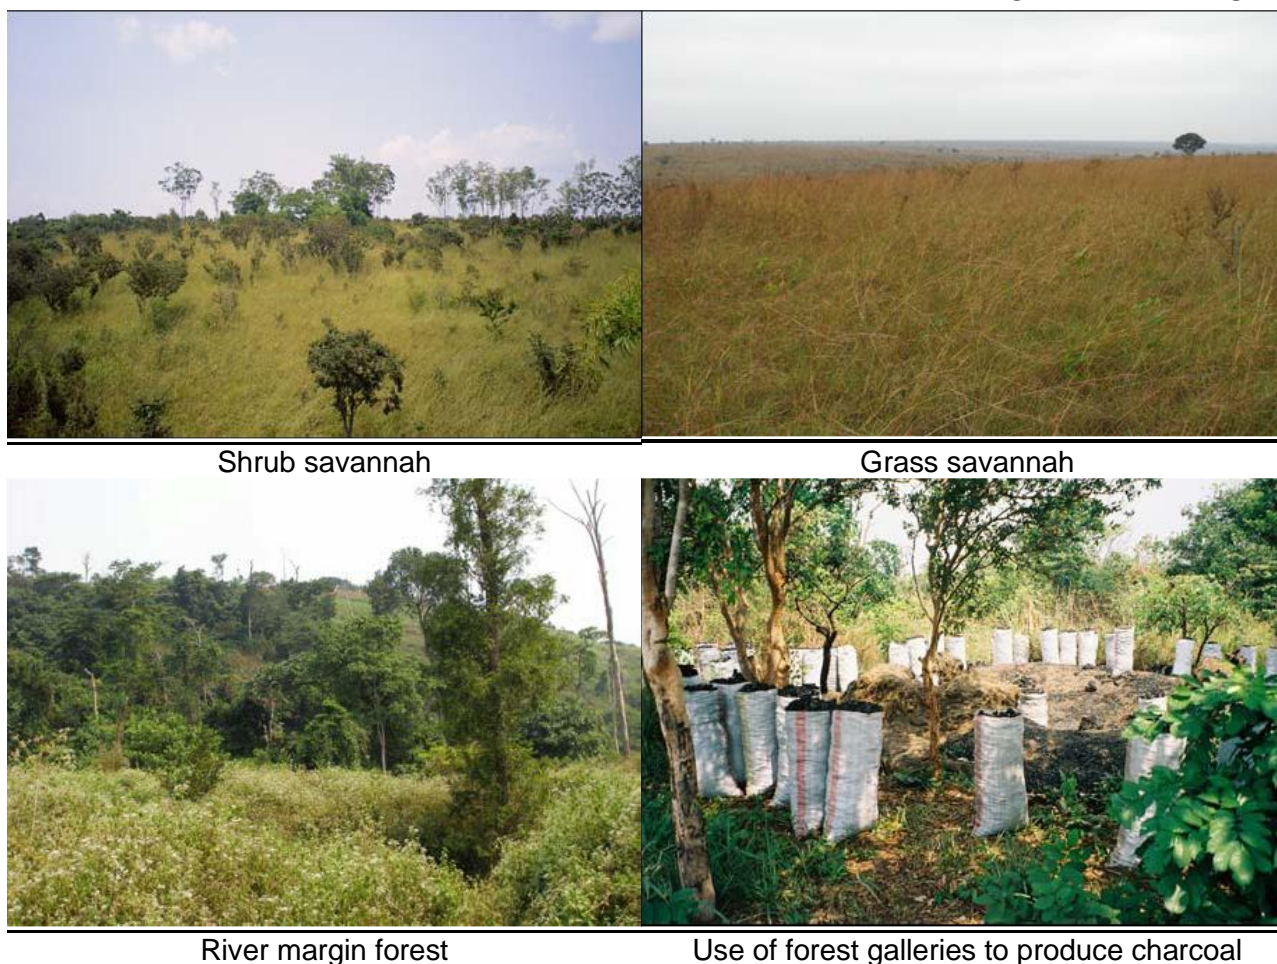 Shrub savannah
Grass savannah
River margin forest
Use of forest galleries to produce charcoal